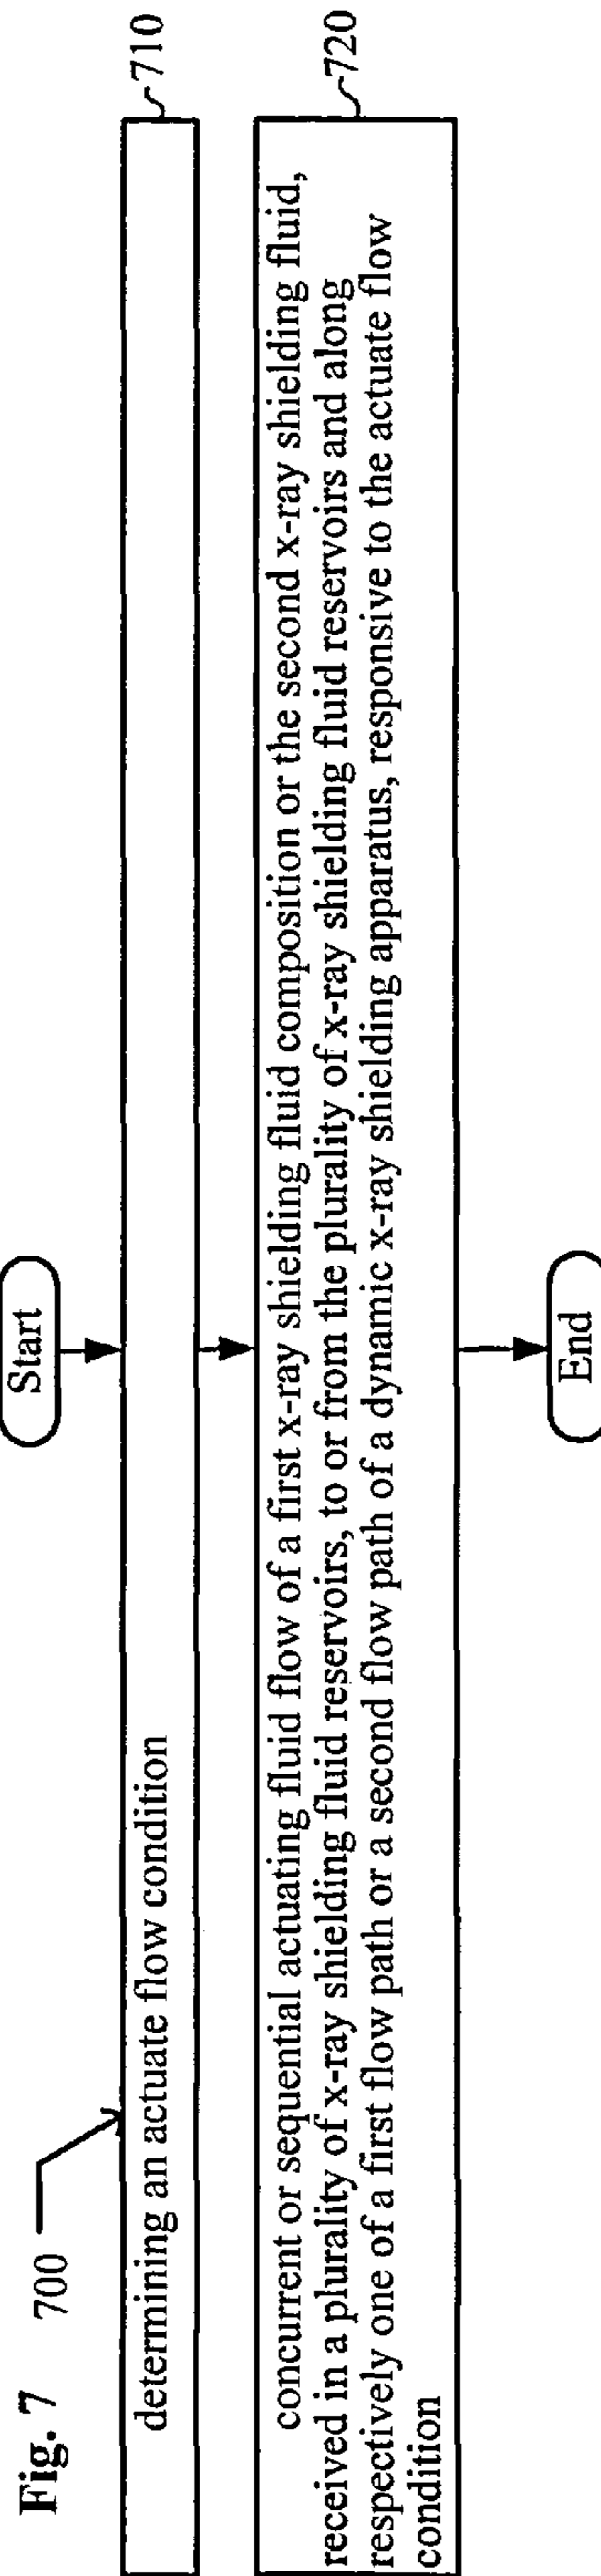 Fig. 7
700
Start
determining an actuate flow condition
710
concurrent or sequential actuating fluid flow of a first x-ray shielding fluid composition or the second x-ray shielding fluid,
received in a plurality of x-ray shielding fluid reservoirs, to or from the plurality of x-ray shielding fluid reservoirs and along
respectively one of a first flow path or a second flow path of a dynamic x-ray shielding apparatus, responsive to the actuate flow
condition
720
End